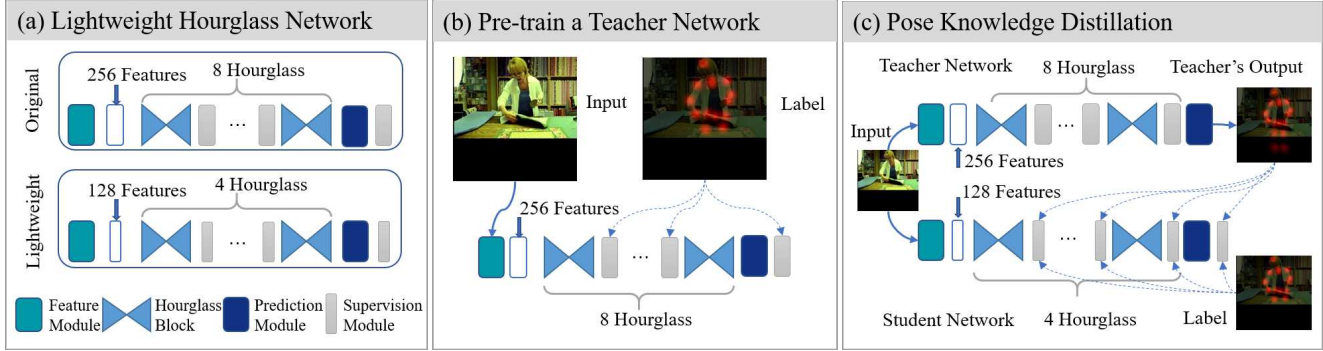 (a) Lightweight Hourglass Network
Original
256 Features
8 Hourglass
...
Lightweight
128 Features
4 Hourglass
...
Feature
Module
Hourglass
Block
Prediction
Module
Supervision
Module
(b) Pre-train a Teacher Network
Input
Label
256 Features
...
8 Hourglass
(c) Pose Knowledge Distillation
Teacher Network
8 Hourglass
Teacher's Output
Input
...
256 Features
128 Features
...
Student Network
4 Hourglass
Label